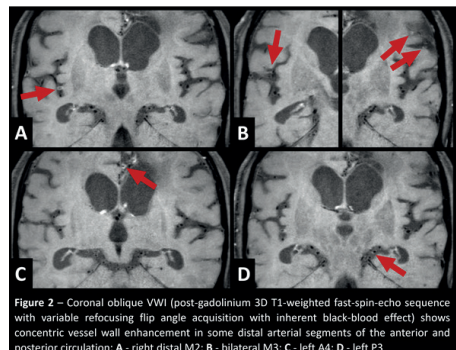 A
B
C
D
Figure 2 – Coronal oblique VWI (post-gadolinium 3D T1-weighted fast-spin-echo sequence
with variable refocusing flip angle acquisition with inherent black-blood effect) shows
concentric vessel wall enhancement in some distal arterial segments of the anterior and
posterior circulation: A - right distal M2; B - bilateral M3; C - left A4; D - left P3